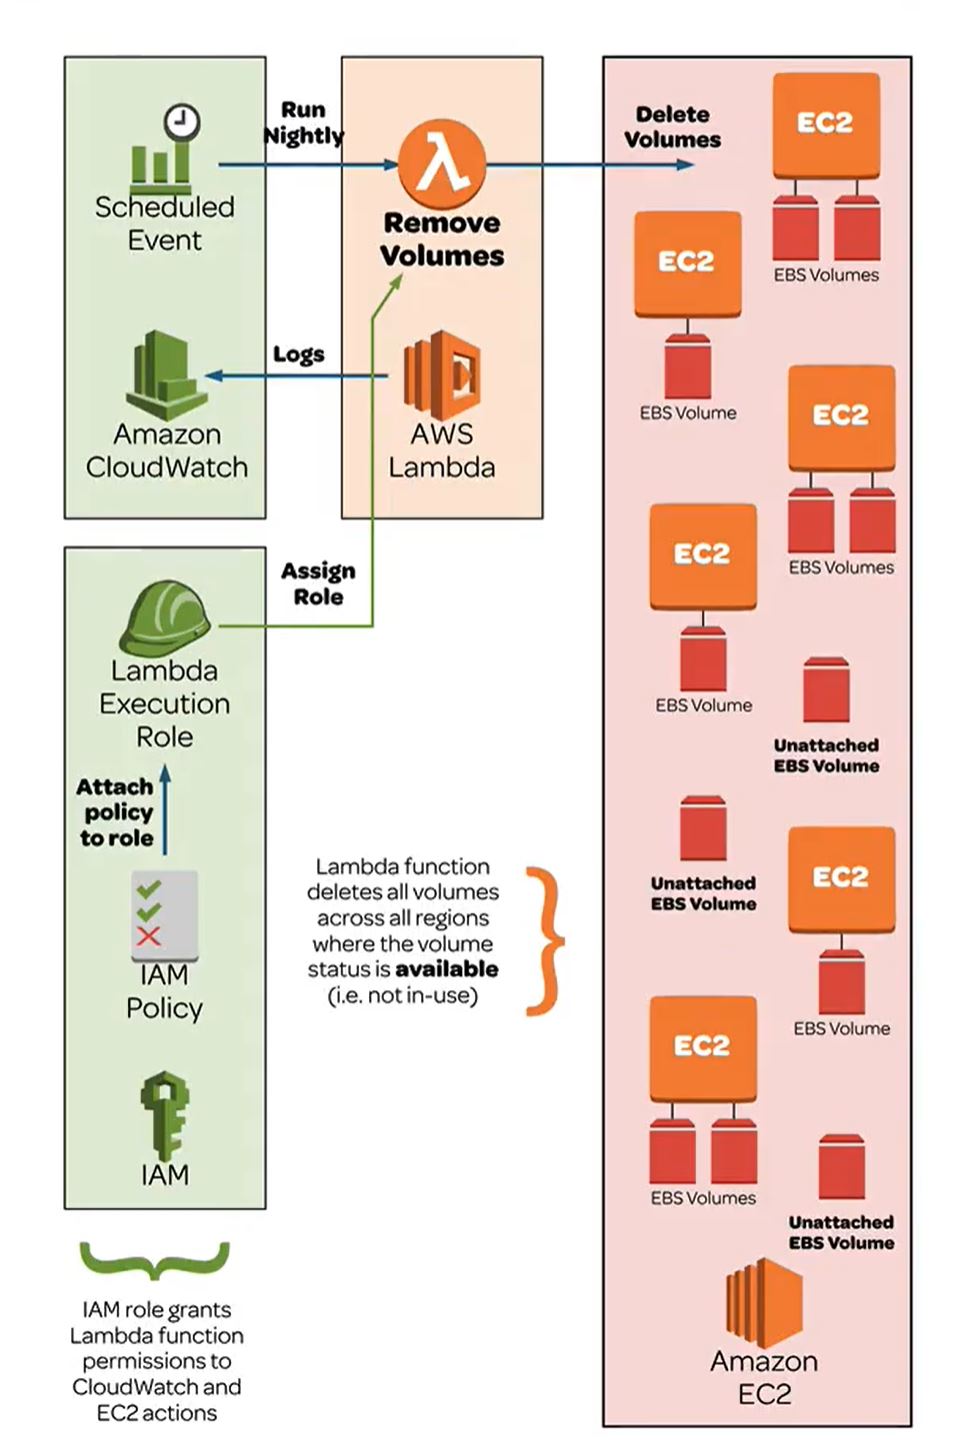 Run
Nightly
Scheduled
Event
Remove
Volumes
Delete
Volumes
EC2
EBS Volumes
EC2
EBS Volume
Logs
Amazon
CloudWatch
AWS
Lambda
EC2
EBS Volumes
EC2
EBS Volume
Assign
Role
Lambda
Execution
Role
Attach
policy
to role
IAM
Policy
IAM
Unattached
EBS Volume
Unattached
EBS Volume
EC2
EBS Volume
Lambda function
deletes all volumes
across all regions
where the volume
status is available
(i.e. not in-use)
EC2
EBS Volumes
Unattached
EBS Volume
Amazon
EC2
IAM role grants
Lambda function
permissions to
CloudWatch and
EC2 actions